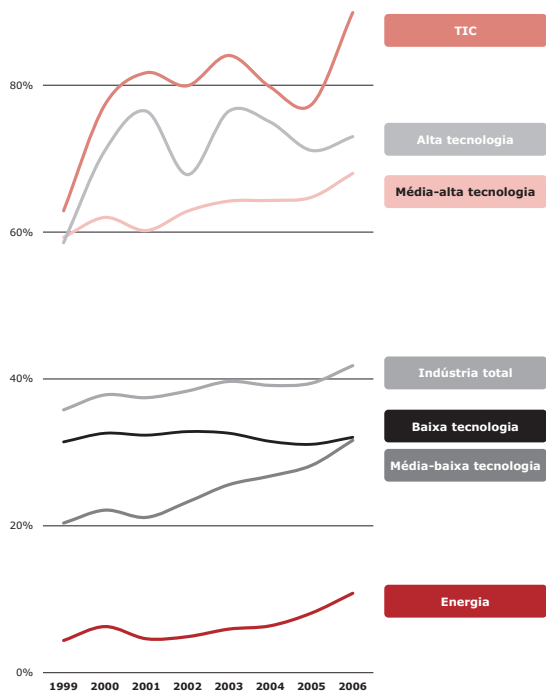 TIC
80%
Alta tecnologia
Média-alta tecnologia
60%
Indústria total
40%
Baixa tecnologia
Média-baixa tecnologia
20%
Energia
0%
1999 2000 2001 2002 2003 2004 2005 2006